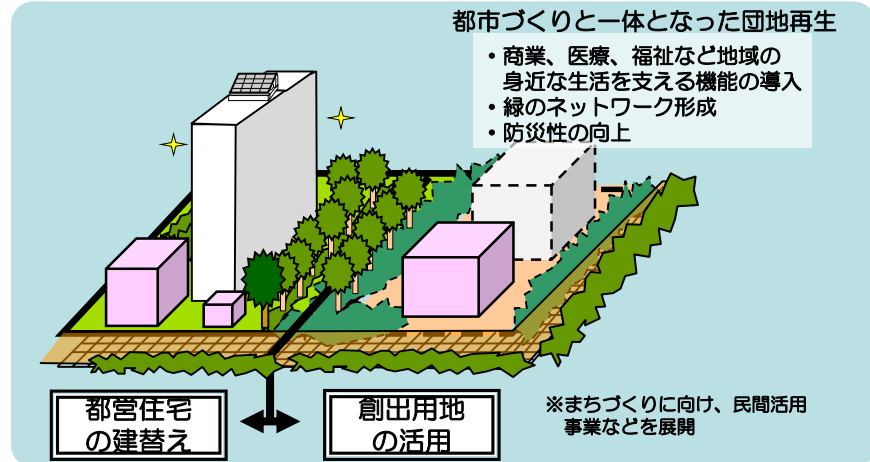 都市づくりと一体となった団地再生
・商業、医療、福祉など地域の
身近な生活を支える機能の導入
・緑のネットワーク形成
・防災性の向上
都営住宅
の建替え
創出用地
の活用
※まちづくりに向け、民間活用
事業などを展開